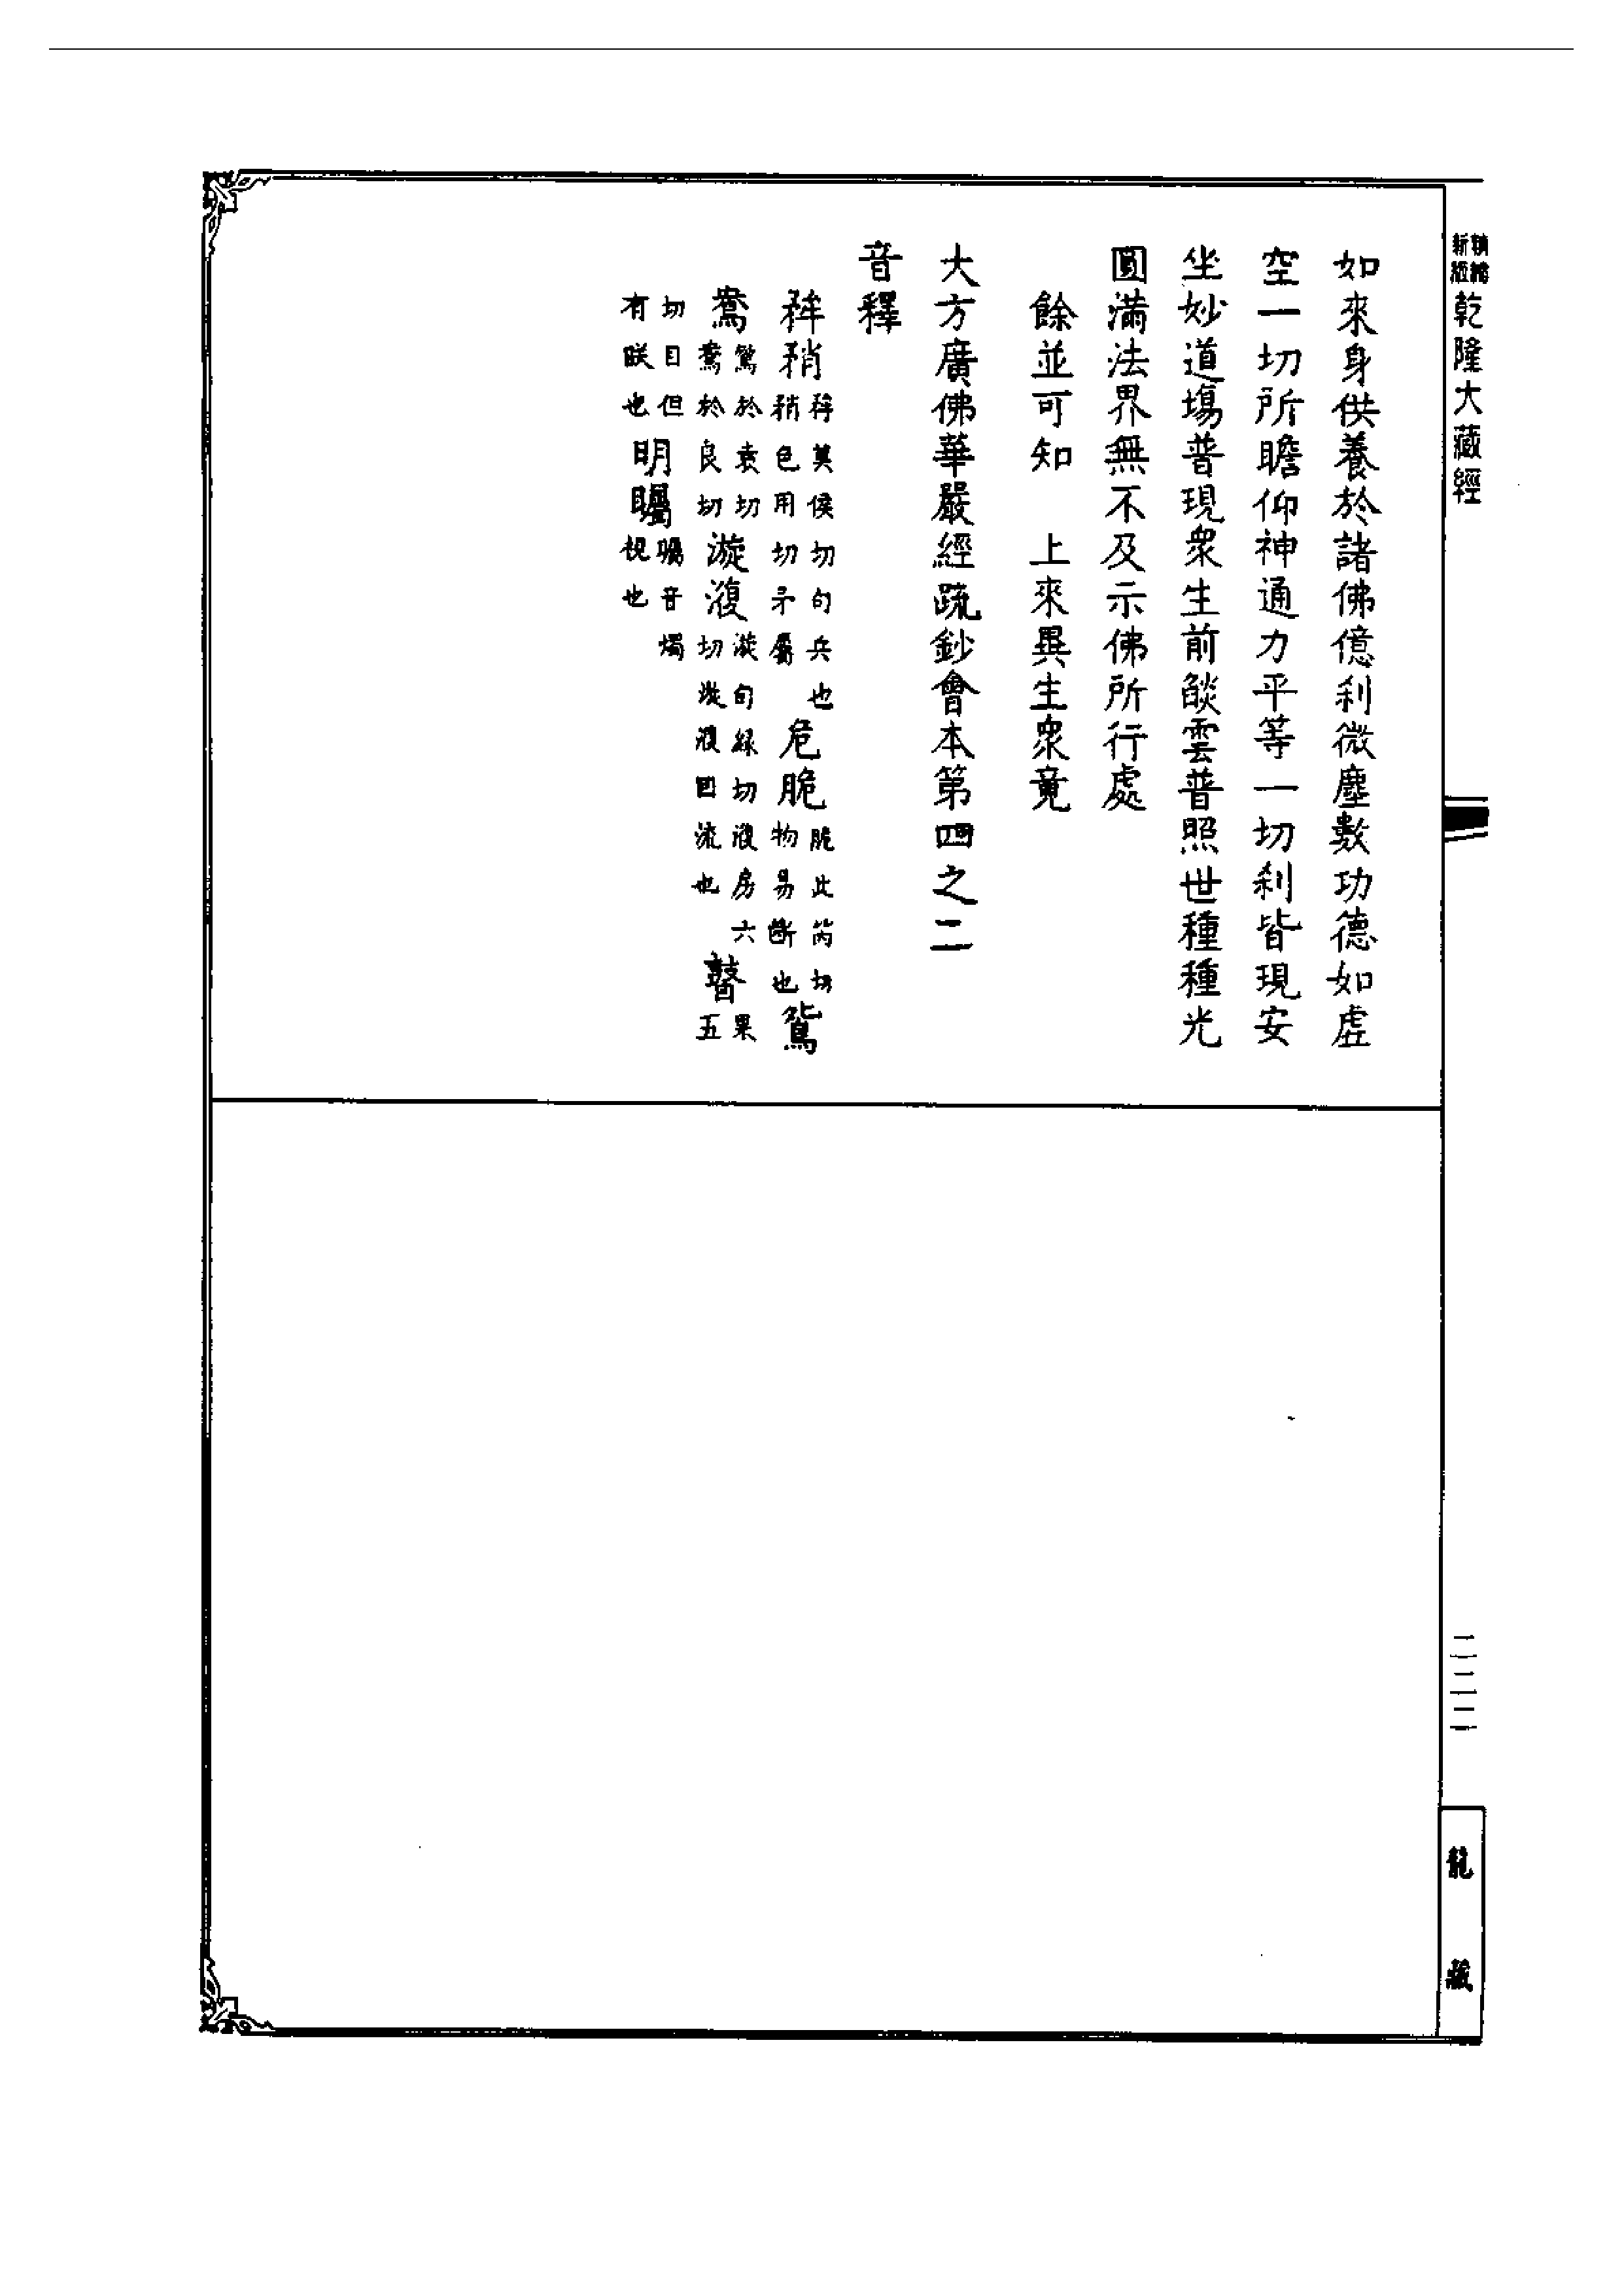 新編縮經 乾隆大藏經
如來身供養於諸佛億刹微塵數功德如虛
空一切所瞻仰神通力平等一切刹皆現安
坐妙道場普現衆生前燄雲普照世種種光
圓滿法界無不及示佛所行處
餘並可知　上來異生衆竟
大方廣佛華嚴經疏鈔會本第四之二
音釋
䂇矟䂇莫侯切句兵也矟色用切矛屬危脆脆此芮切物易斷也鴛
鴦鴛於袁切鴦於良切漩澓漩旬緣切澓房六切漩澓回流也瞽果五
切目但有眹也明矚矚音燭視也
一二二二
龍藏